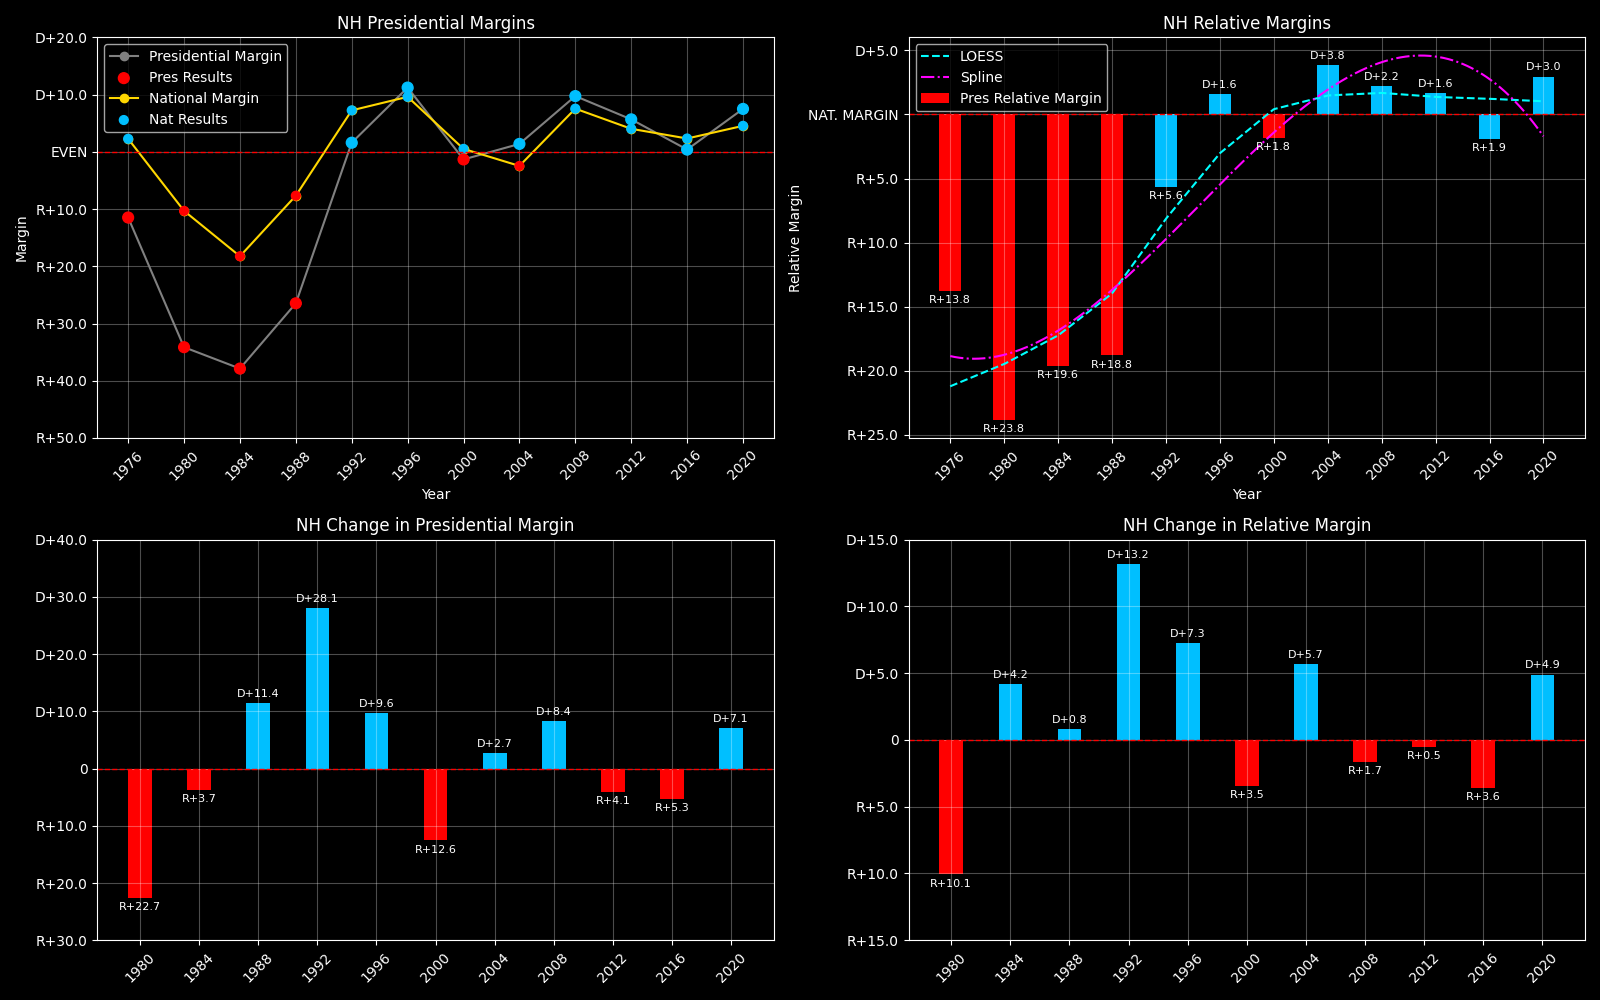 NH Presidential Margins
D+20.0
D+10.0
EVEN
R+10.0
R+20.0
R+30.0
R+40.0
R+50.0
Margin
Presidential Margin
Pres Results
National Margin
Nat Results
1976
1980
1984
1988
1992
1996
2000
2004
2008
2012
2016
2020
Year
NH Relative Margins
D+5.0
NAT. MARGIN
R+5.0
R+10.0
R+15.0
R+20.0
R+25.0
Relative Margin
LOESS
Spline
Pres Relative Margin
R+13.8
R+23.8
R+19.6
R+18.8
R+5.6
D+1.6
R+1.8
D+3.8
D+2.2
D+1.6
R+1.9
D+3.0
1976
1980
1984
1988
1992
1996
2000
2004
2008
2012
2016
2020
Year
NH Change in Presidential Margin
D+40.0
D+30.0
D+20.0
D+10.0
0
R+10.0
R+20.0
R+30.0
R+22.7
R+3.7
D+11.4
D+28.1
D+9.6
R+12.6
D+2.7
D+8.4
R+4.1
R+5.3
D+7.1
1980
1984
1988
1992
1996
2000
2004
2008
2012
2016
2020
NH Change in Relative Margin
D+15.0
D+10.0
D+5.0
0
R+5.0
R+10.0
R+15.0
R+10.1
D+4.2
D+0.8
D+13.2
D+7.3
R+3.5
D+5.7
R+1.7
R+0.5
R+3.6
D+4.9
1980
1984
1988
1992
1996
2000
2004
2008
2012
2016
2020